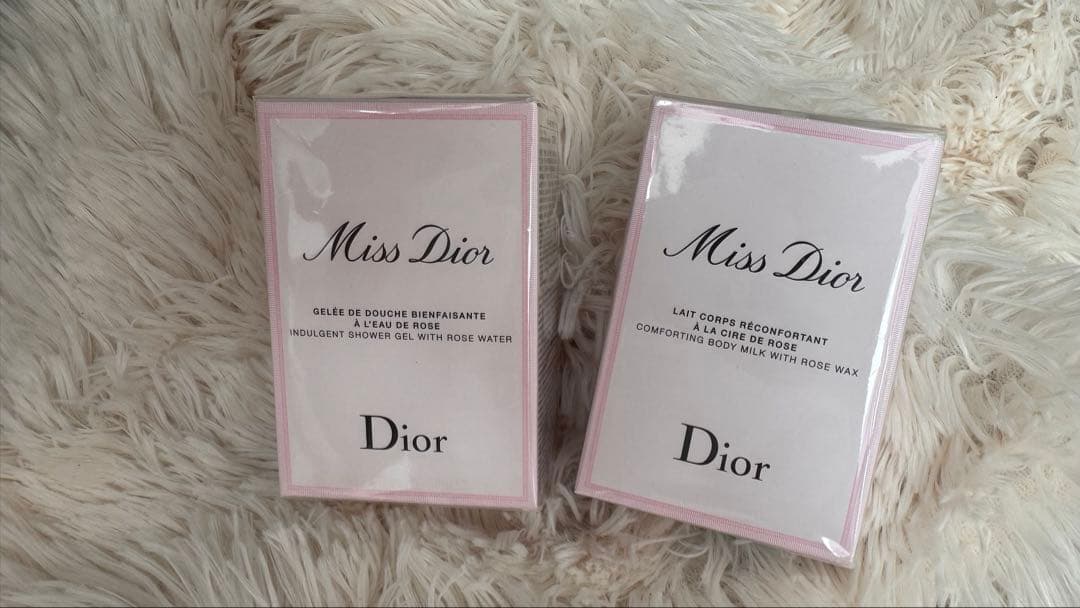 Miss Dior
GELÉE DE DOUCHE BIENFAISANTE
À L'EAU DE ROSE
INDULGENT SHOWER GEL WITH ROSE WATER
Dior
Miss Dior
LAIT CORPS RÉCONFORTANT
À LA CIRE DE ROSE
COMFORTING BODY MILK WITH ROSE WAX
Dior